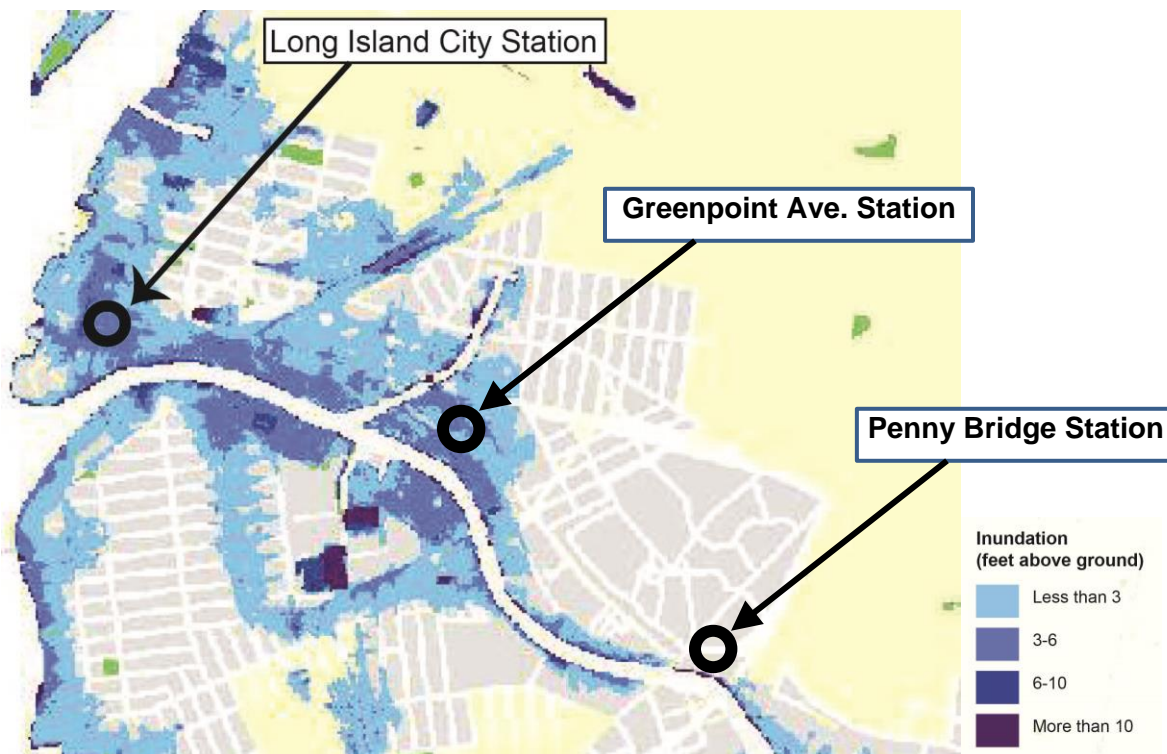 Long Island City Station
Greenpoint Ave. Station
Penny Bridge Station
Inundation
(feet above ground)
Less than 3
3-6
6-10
More than 10